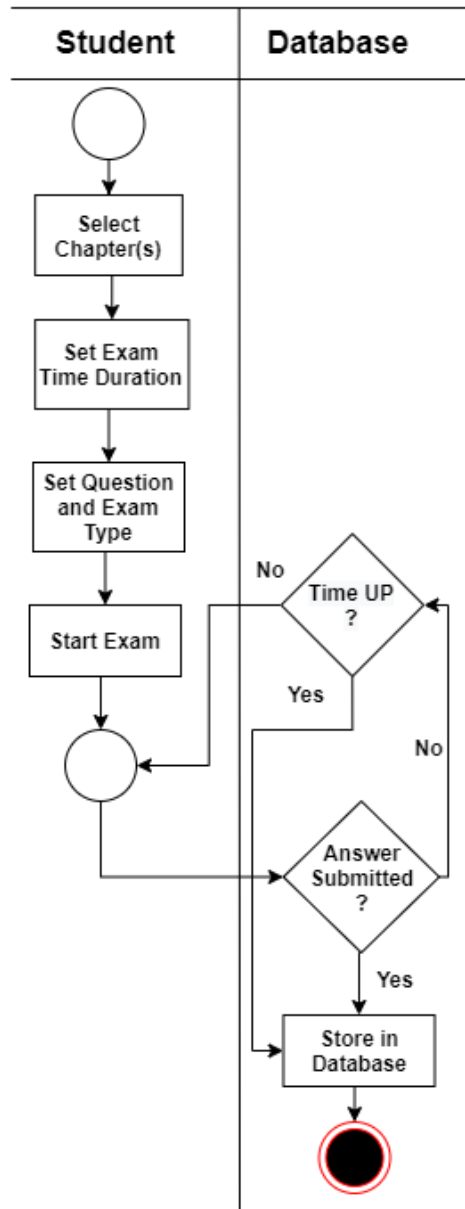 Student
Database
Select
Chapter(s)
Set Exam
Time Duration
Set Question
and Exam
Type
Start Exam
No
Time UP
?
Yes
No
Answer
Submitted
?
Yes
Store in
Database